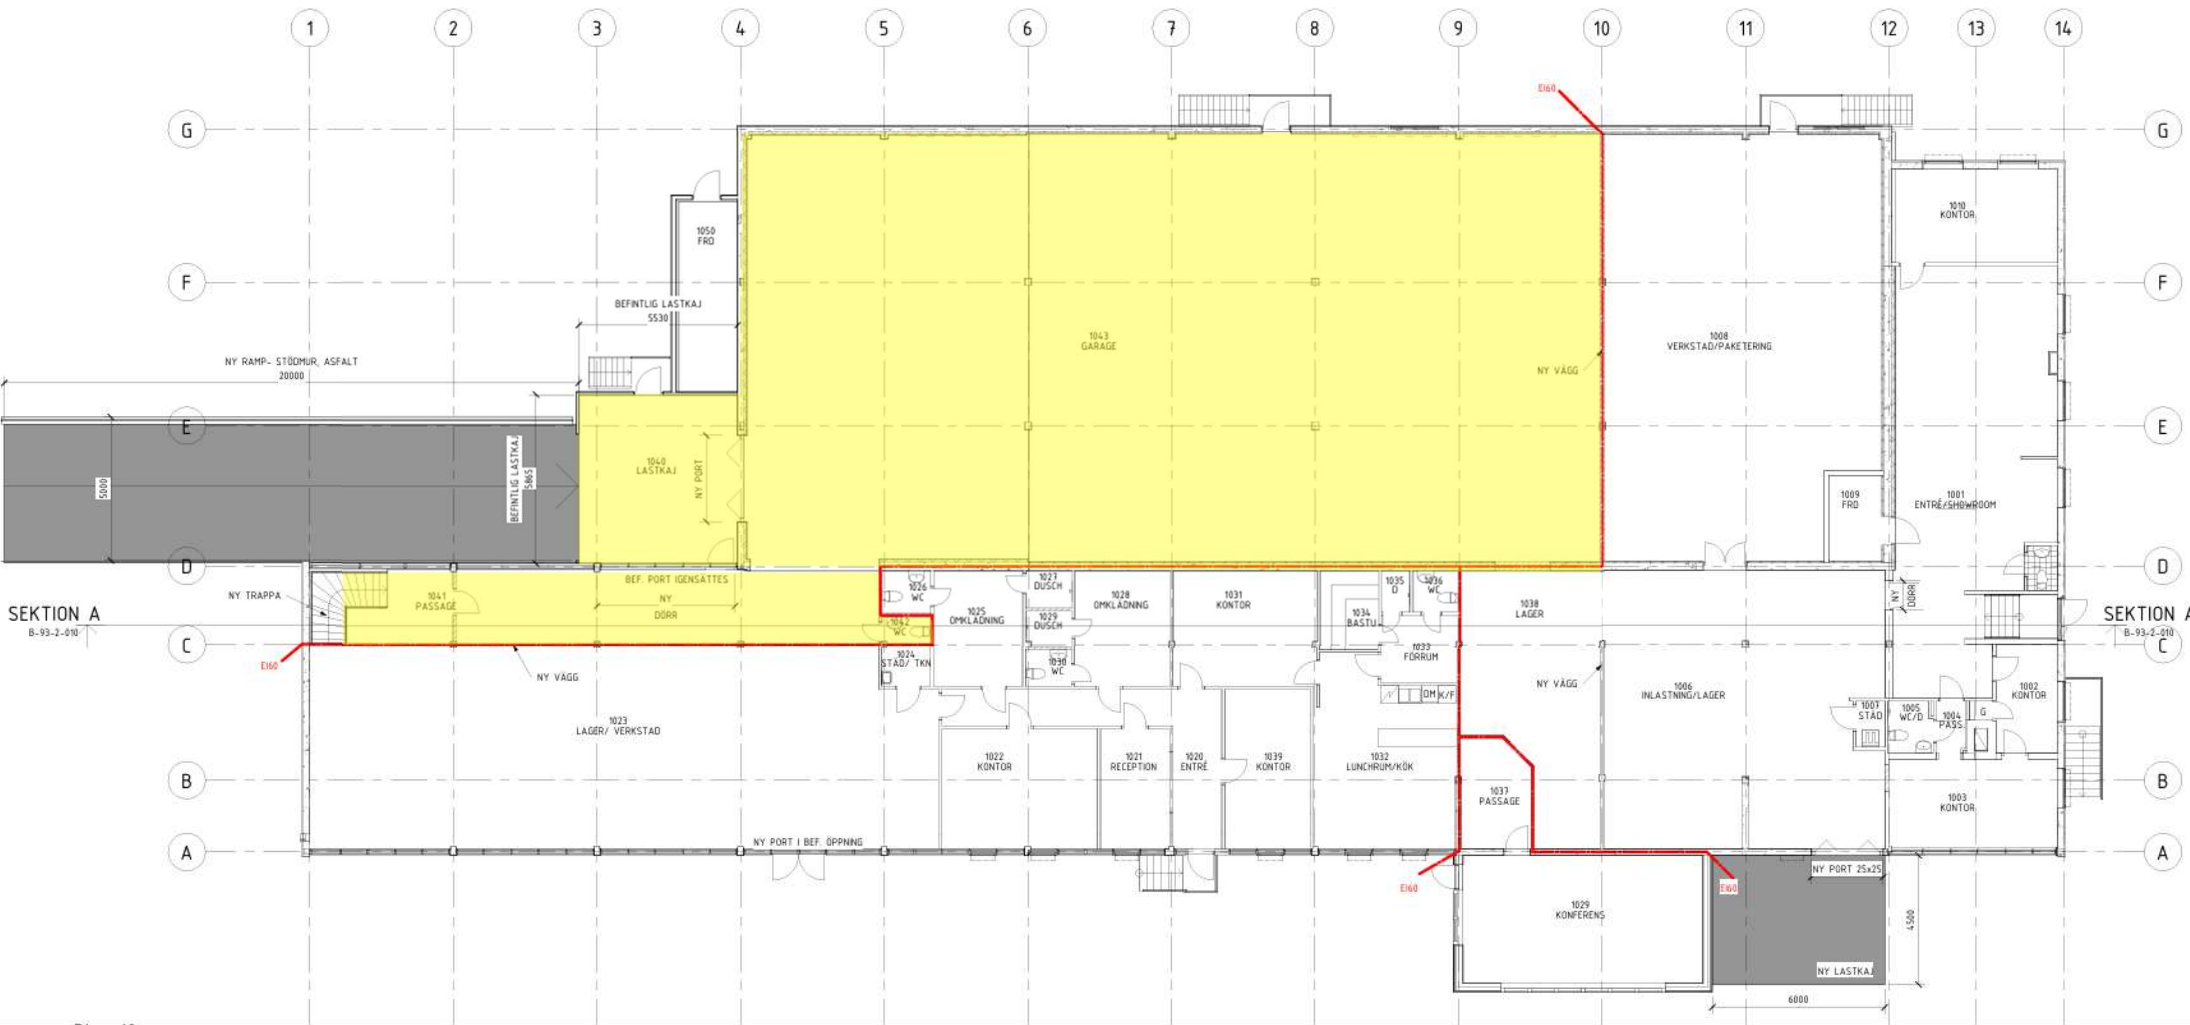 1 2 3 4 5 6 7 8 9 10 11 12 13 14
EI60
G G
1010
KONTOR
1050
FRD
F F
BEFINTLIG LASTKAJ
5530
1043
GARAGE
1008
VERKSTAD/PAKETERING
NY RAMP- STÖDMUR, ASFALT
20000
NY VÄGG
E E
1040
LASTKAJ
NY PORT
BEFINTLIG LASTKAJ
5865
5000
1009
FRD
1001
ENTRÉ/SHOWROOM
D D
BEF. PORT IGENSÄTTES
NY TRAPPA
1041
PASSAGE
NY
DÖRR
1026
WC
1042
WC
1025
OMKLÄDNING
1027
DUSCH
1029
DUSCH
1028
OMKLÄDNING
1031
KONTOR
1034
BASTU
1035
D
1036
WC
1038
LAGER
NY
DÖRR
SEKTION A
B-93-2-010
SEKTION A
B-93-2-010
C C
EI60
1024
STÄD/ TKN
1030
WC
1033
FÖRRUM
DM K/F
NY VÄGG
NY VÄGG
1006
INLASTNING/LAGER
1002
KONTOR
1007
STÄD
1005
WC/D
1004
PASS
G
1023
LAGER/ VERKSTAD
1022
KONTOR
1021
RECEPTION
1020
ENTRÉ
1039
KONTOR
1032
LUNCHRUM/KÖK
B B
1037
PASSAGE
1003
KONTOR
NY PORT I BEF. ÖPPNING
A A
NY PORT 25x25
EI60
EI60
1029
KONFERENS
4500
NY LASTKAJ
6000